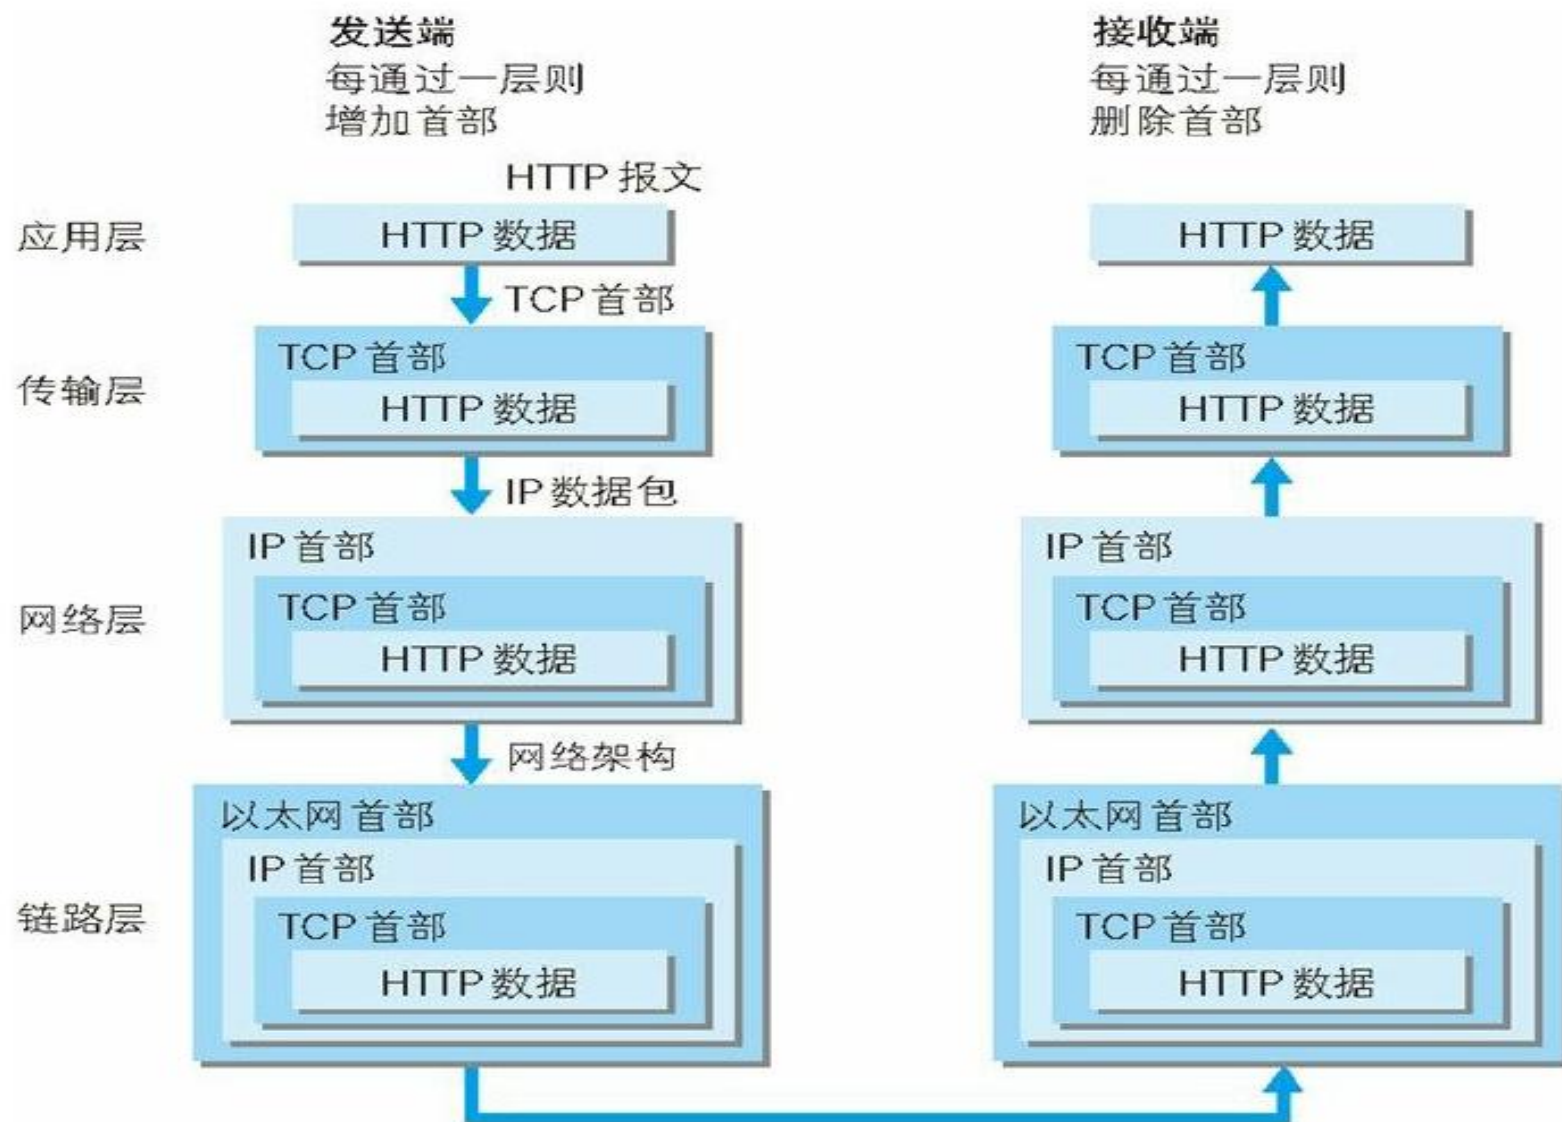 发送端
每通过一层则
增加首部
接收端
每通过一层则
删除首部
HTTP 报文
应用层
HTTP 数据
HTTP 数据
TCP 首部
传输层
TCP 首部
HTTP 数据
TCP 首部
HTTP 数据
IP 数据包
网络层
IP 首部
TCP 首部
HTTP 数据
IP 首部
TCP 首部
HTTP 数据
网络架构
链路层
以太网首部
IP 首部
TCP 首部
HTTP 数据
以太网首部
IP 首部
TCP 首部
HTTP 数据